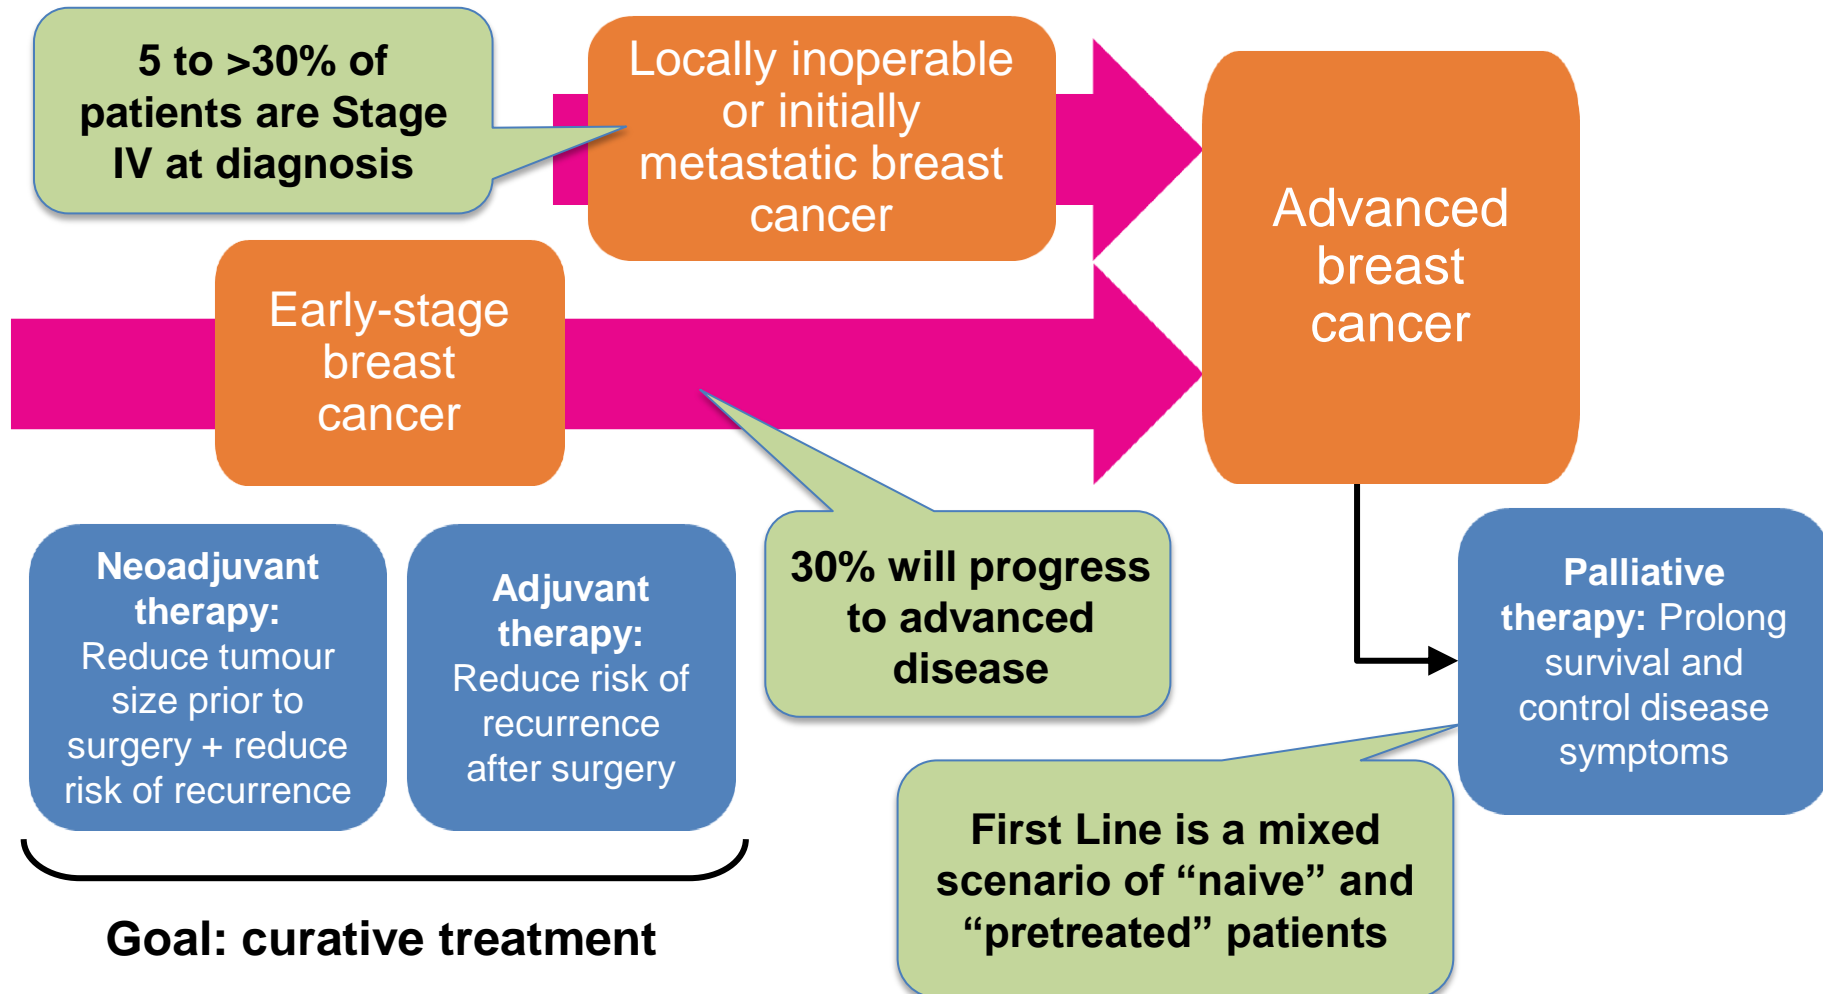 5 to >30% of
patients are Stage
IV at diagnosis
Locally inoperable
or initially
metastatic breast
cancer
Advanced
breast
cancer
Early-stage
breast
cancer
30% will progress
to advanced
disease
Neoadjuvant
therapy:
Reduce tumour
size prior to
surgery + reduce
risk of recurrence
Adjuvant
therapy:
Reduce risk of
recurrence
after surgery
Palliative
therapy: Prolong
survival and
control disease
symptoms
First Line is a mixed
scenario of “naive” and
“pretreated” patients
Goal: curative treatment